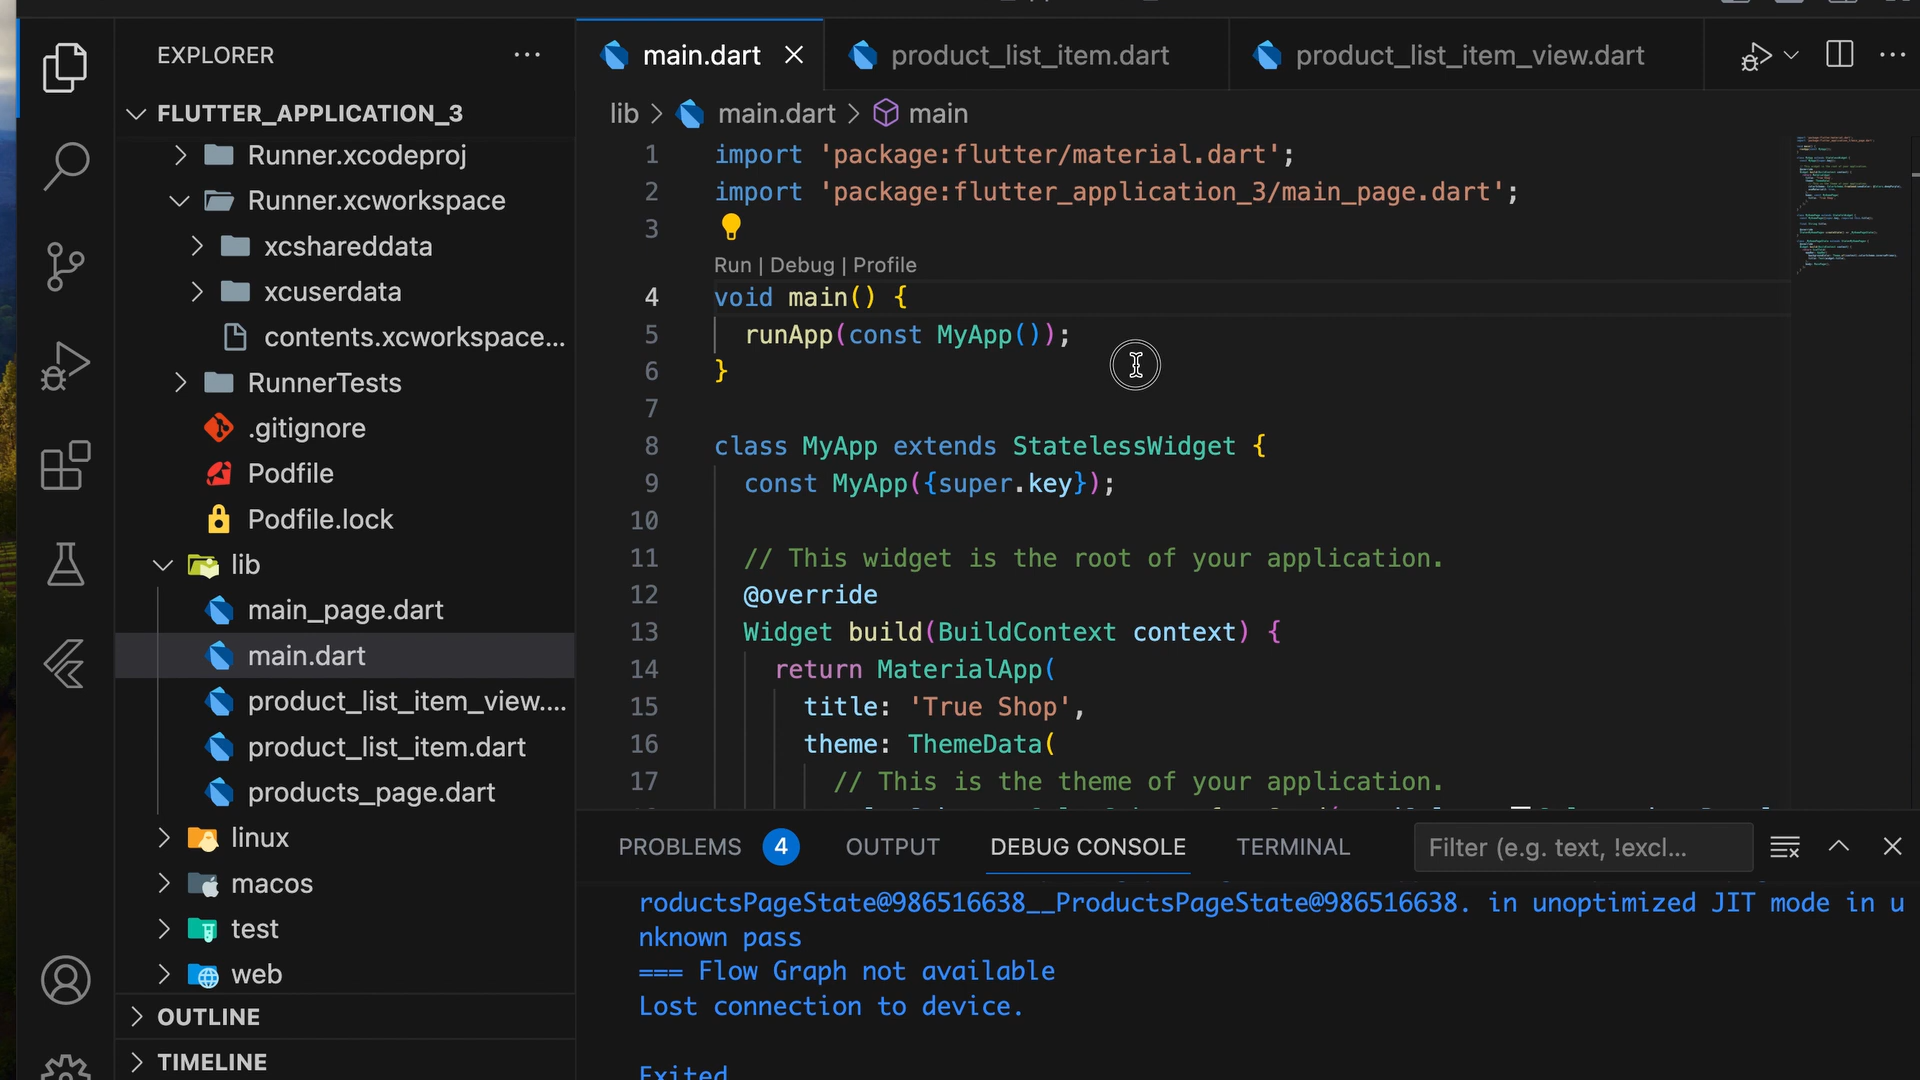 EXPLORER
FLUTTER_APPLICATION_3
Runner.xcodeproj
Runner.xcworkspace
xcshareddata
xcuserdata
contents.xcworkspace...
RunnerTests
.gitignore
Podfile
Podfile.lock
lib
main_page.dart
main.dart
product_list_item_view....
product_list_item.dart
products_page.dart
linux
macos
test
web
OUTLINE
TIMELINE
main.dart product_list_item.dart product_list_item_view.dart
lib > main.dart > main
1 import 'package:flutter/material.dart';
2 import 'package:flutter_application_3/main_page.dart';
3
Run | Debug | Profile
4 void main() {
5 runApp(const MyApp());
6 }
7
8 class MyApp extends StatelessWidget {
9 const MyApp({super.key});
10
11 // This widget is the root of your application.
12 @override
13 Widget build(BuildContext context) {
14 return MaterialApp(
15 title: 'True Shop',
16 theme: ThemeData(
17 // This is the theme of your application.
PROBLEMS 4 OUTPUT DEBUG CONSOLE TERMINAL Filter (e.g. text, !excl...
roductsPageState@986516638__ProductsPageState@986516638. in unoptimized JIT mode in u
nknown pass
=== Flow Graph not available
Lost connection to device.
Exited